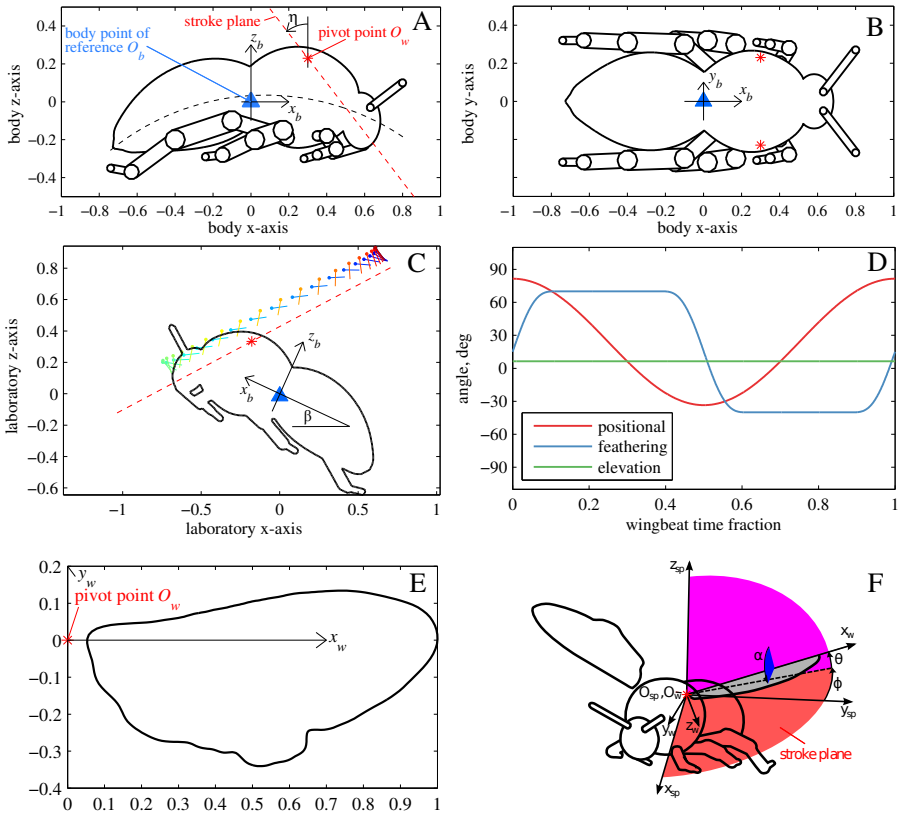 A
stroke plane
η
pivot point O_w
body point of
reference O_b
z_b
x_b
body z-axis
0.4
0.2
0
−0.2
−0.4
−1 −0.8 −0.6 −0.4 −0.2 0 0.2 0.4 0.6 0.8 1
body x-axis
B
y_b
x_b
body y-axis
0.4
0.2
0
−0.2
−0.4
−1 −0.8 −0.6 −0.4 −0.2 0 0.2 0.4 0.6 0.8 1
body x-axis
C
z_b
x_b
β
laboratory z-axis
0.8
0.6
0.4
0.2
0
−0.2
−0.4
−0.6
−1 −0.5 0 0.5 1
laboratory x-axis
D
angle, deg
90
60
30
0
−30
−60
−90
positional
feathering
elevation
0 0.2 0.4 0.6 0.8 1
wingbeat time fraction
E
y_w
pivot point O_w
x_w
0.2
0.1
0
−0.1
−0.2
−0.3
−0.4
0 0.1 0.2 0.3 0.4 0.5 0.6 0.7 0.8 0.9 1
F
z_sp
x_w
α
θ
ϕ
O_sp, O_w
y_sp
y_w
z_w
stroke plane
x_sp